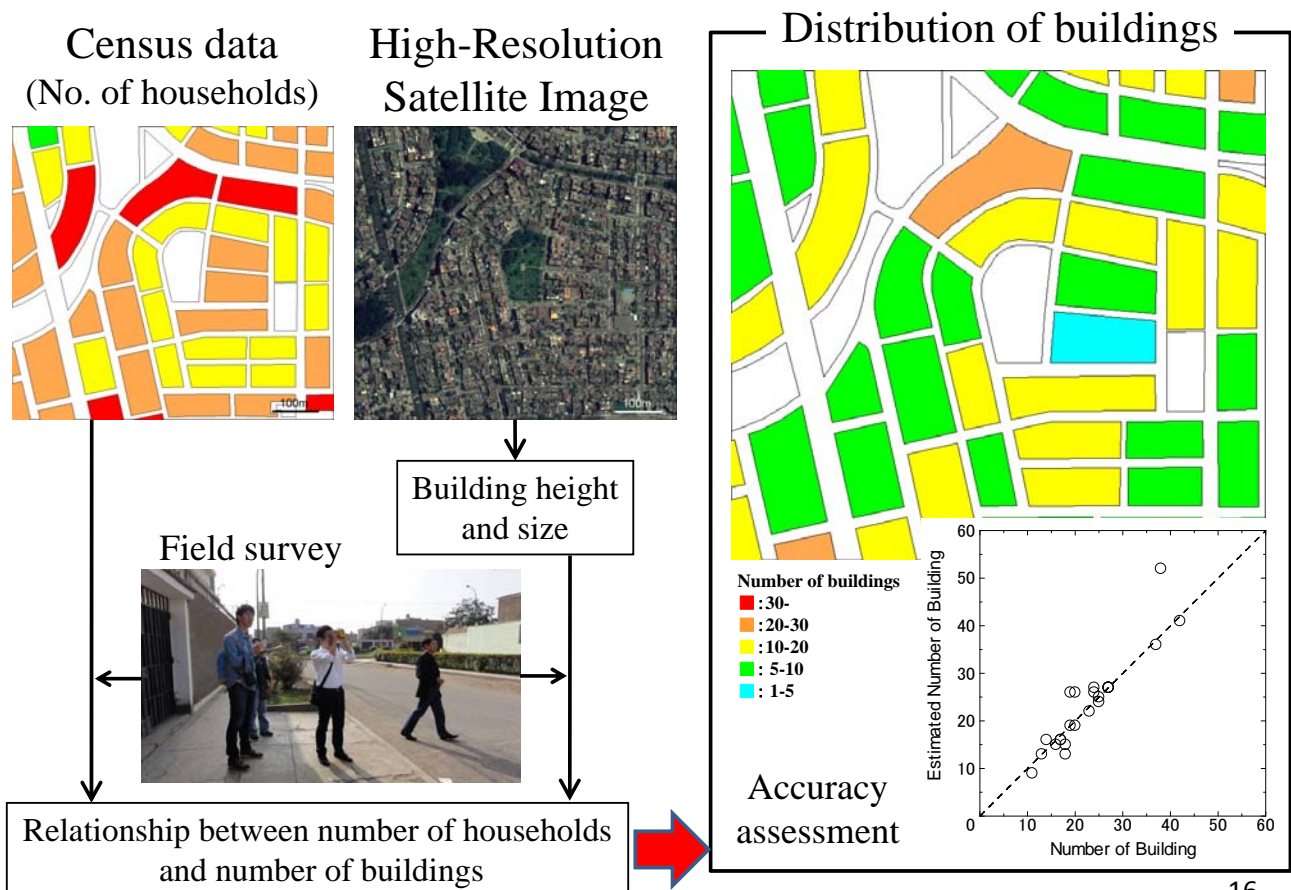 Census data
(No. of households)
High-Resolution
Satellite Image
Distribution of buildings
100m
100m
Building height
and size
Field survey
Number of buildings
:30-
:20-30
:10-20
: 5-10
: 1-5
Estimated Number of Building
60
50
40
30
20
10
0 10 20 30 40 50 60
Number of Building
Accuracy
assessment
Relationship between number of households
and number of buildings
16